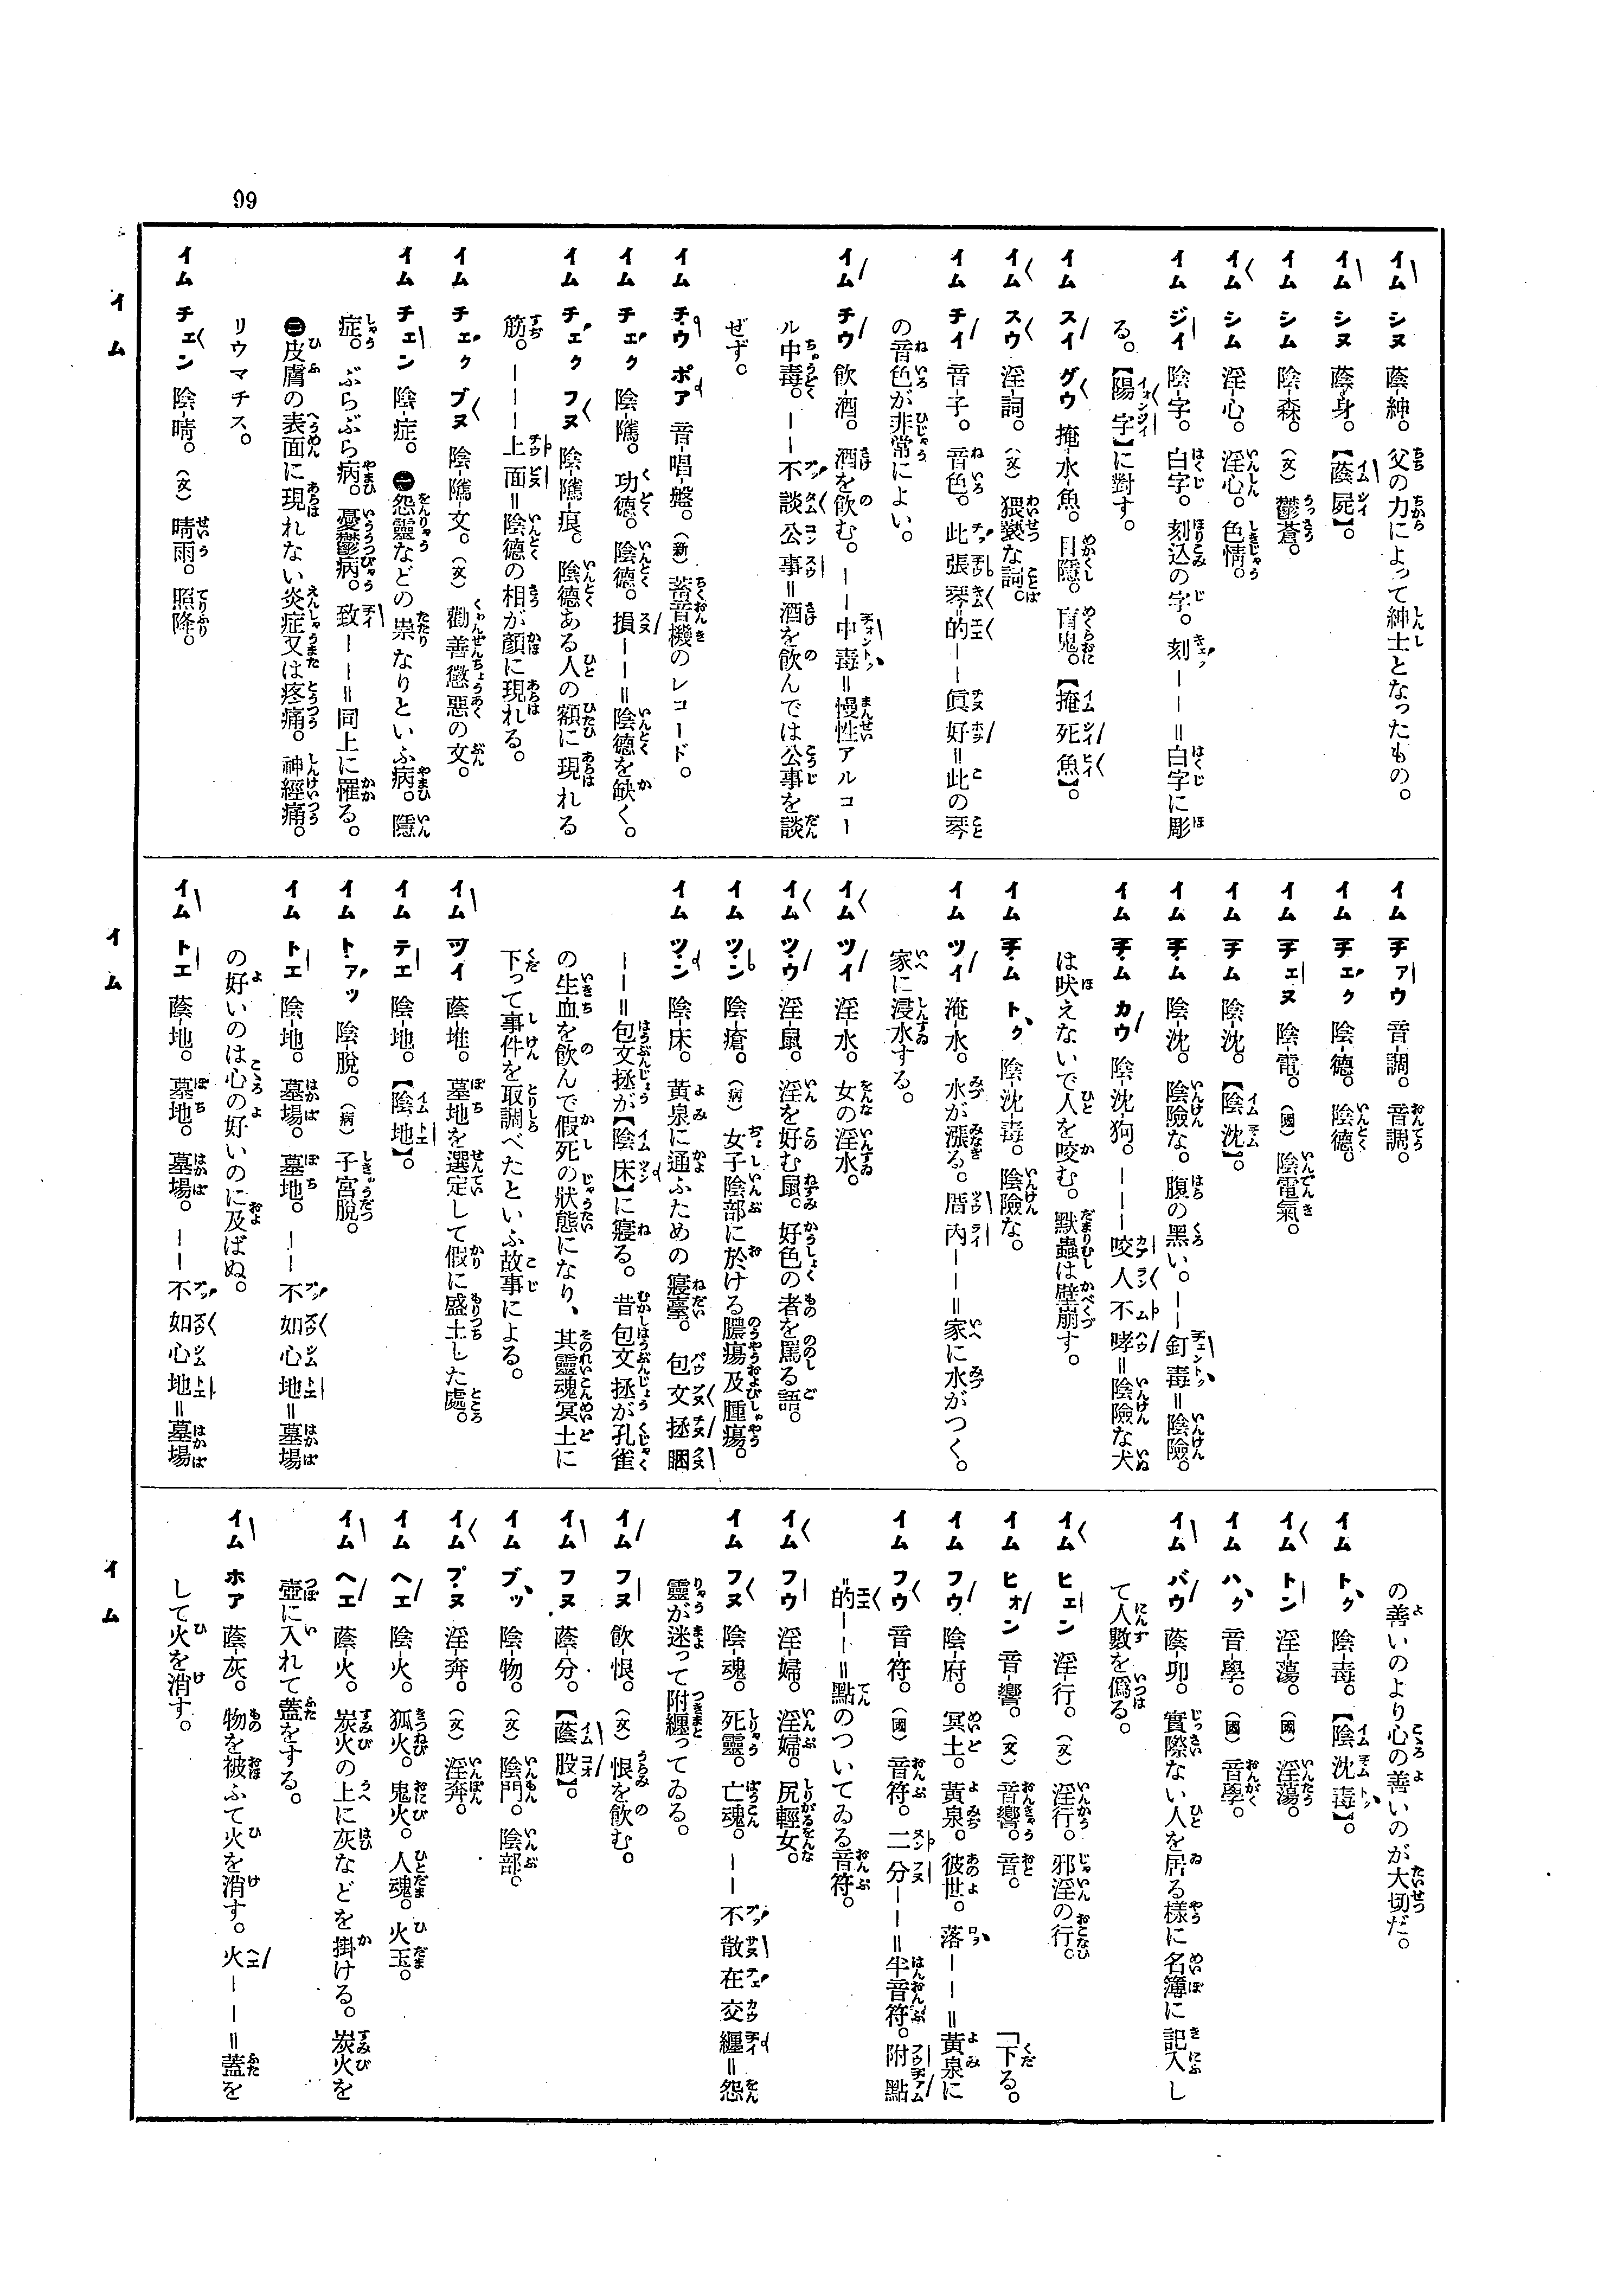 99
イム シヌ 蔭-紳。父の力によって紳士となったもの。
イム シヌ 蔭-身。【蔭屍】。
イム シム 陰-森。(文)鬱蒼。
イム シム 淫-心。淫心。色情。
イム ジイ 陰-字。白字。刻込の字。刻－－＝白字に彫
る。【陽字】に對す。
イム スイ グウ 掩-水-魚。目隱。盲鬼。【掩死魚】。
イム スウ 淫-詞。(文)猥褻な詞。
イム チイ 音-子。音色。此張琴的－－眞好＝此の琴
の音色が非常によい。
イム チウ 飲-酒。酒を飲む。－－中毒＝慢性アルコー
ル中毒。－－不談公事＝酒を飲んでは公事を談
ぜず。
イム チウ ポア 音-唱-盤。(新)蓄音機のレコード。
イム チェク 陰-隲。功德。陰德。損－－＝陰德を缺く。
イム チェク フヌ 陰-隲-痕。陰德ある人の額に現れる
筋。－－－上面＝陰德の相が顏に現れる。
イム チェク ブヌ 陰-隲-文。(文)勸善懲惡の文。
イム チェン 陰-症。㊀怨靈などの祟なりといふ病。隱
症。ぶらぶら病。憂鬱病。致－－＝同上に罹る。
㊁皮膚の表面に現れない炎症又は疼痛。神經痛。
リウマチス。
イム チェン 陰-晴。(文)晴雨。照降。
イム チァウ 音-調。音調。
イム チェク 陰-德。陰德。
イム チェヌ 陰-電。(國)陰電氣。
イム チム 陰-沈。【陰沈】。
イム チム 陰-沈。陰險な。腹の黑い。－－釘毒＝陰險。
イム チム カウ 陰-沈-狗。－－－咬人不哮＝陰險な犬
は吠えないで人を咬む。默蟲は壁崩す。
イム チム トク 陰-沈-毒。陰險な。
イム ツイ 淹-水。水が漲る。厝內－－＝家に水がつく。
家に浸水する。
イム ツイ 淫-水。女の淫水。
イム ツウ 淫-鼠。淫を好む鼠。好色の者を罵る語。
イム ツン 陰-瘡。(病)女子陰部に於ける膿瘍及腫瘍。
イム ツン 陰-床。黃泉に通ふための寢臺。包文拯睏
－－＝包文拯が【陰床】に寢る。昔包文拯が孔雀
の生血を飲んで假死の狀態になり、其靈魂冥土に
下って事件を取調べたといふ故事による。
イム ツイ 蔭-堆。墓地を選定して假に盛土した處。
イム テエ 陰-地。【陰地】。
イム トァッ 陰-脫。(病)子宮脫。
イム トエ 陰-地。墓場。墓地。－－不如心地＝墓場
の好いのは心の好いのに及ばぬ。
イム トエ 蔭-地。墓地。墓場。－－不如心地＝墓場
の善いのより心の善いのが大切だ。
イム トク 陰-毒。【陰沈毒】。
イム トン 淫-蕩。(國)淫蕩。
イム ハク 音-學。(國)音學。
イム バウ 蔭-卯。實際ない人を居る樣に名簿に記入し
て人數を僞る。
イム ヒェン 淫-行。(文)淫行。邪淫の行。
イム ヒォン 音-響。(文)音響。音。
「下る。
イム フウ 陰-府。冥土。黃泉。彼世。落－－＝黃泉に
イム フウ 音-符。(國)音符。二分－－＝半音符。附點
的－－＝點のついてゐる音符。
イム フウ 淫-婦。淫婦。尻輕女。
イム フヌ 陰-魂。死靈。亡魂。－－不散在交纒＝怨
靈が迷って附纒ってゐる。
イム フヌ 飲-恨。(文)恨を飲む。
イム フヌ 蔭-分。【蔭股】。
イム ブッ 陰-物。(文)陰門。陰部。
イム プヌ 淫-奔。(文)淫奔。
イム ヘエ 陰-火。狐火。鬼火。人魂。火玉。
イム ヘエ 蔭-火。炭火の上に灰などを掛ける。炭火を
壺に入れて蓋をする。
イム ホア 蔭-灰。物を被ふて火を消す。火－－＝蓋を
して火を消す。
イム
イム
イム